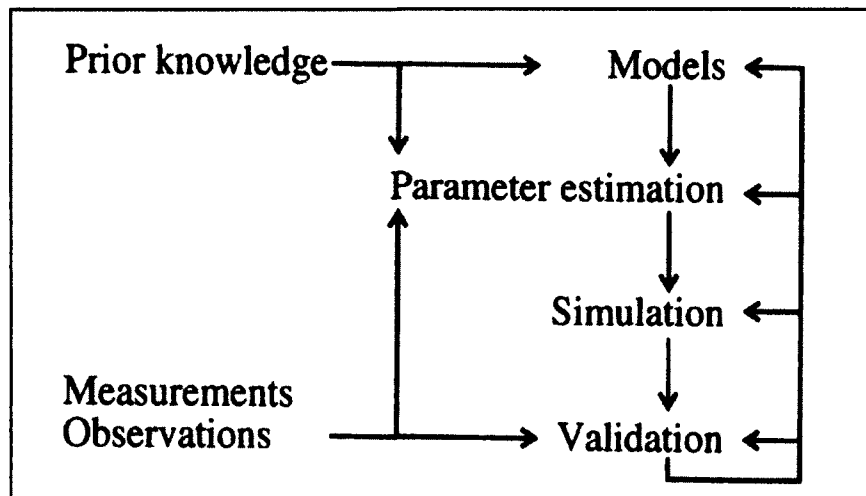 Prior knowledge
Models
Parameter estimation
Simulation
Measurements
Observations
Validation